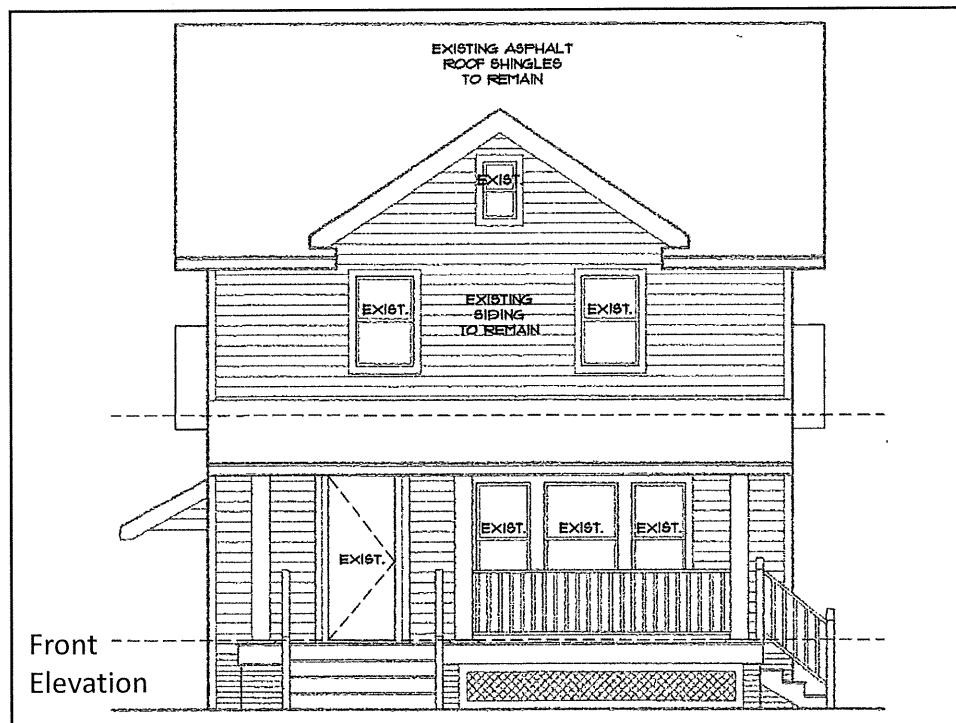 EXISTING ASPHALT
ROOF SHINGLES
TO REMAIN
EXIST.
EXIST.
EXISTING
SIDING
TO REMAIN
EXIST.
EXIST.
EXIST.
EXIST.
EXIST.
Front
Elevation